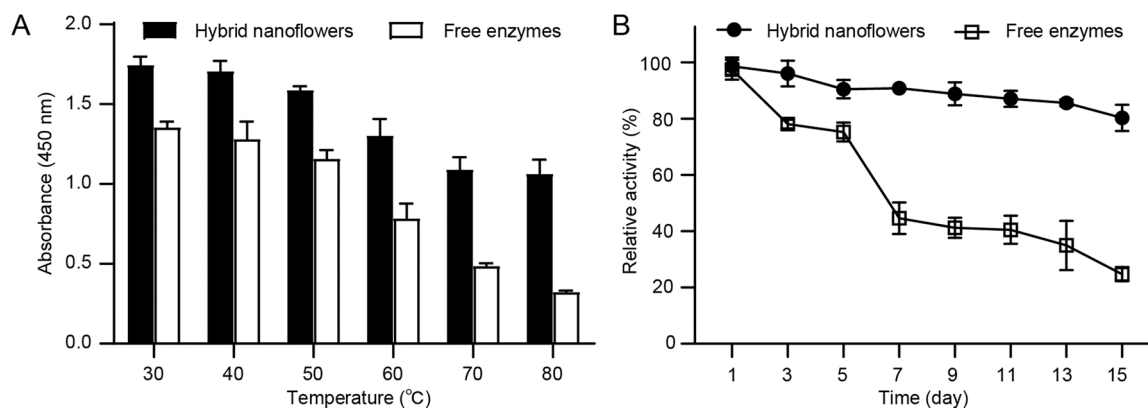 A
Hybrid nanoflowers
Free enzymes
Absorbance (450 nm)
2.0
1.5
1.0
0.5
0.0
30 40 50 60 70 80
Temperature (°C)
B
Hybrid nanoflowers
Free enzymes
Relative activity (%)
100
80
60
40
20
0
1 3 5 7 9 11 13 15
Time (day)